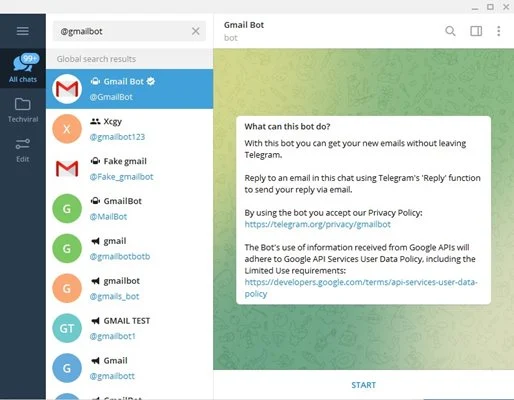 @gmailbot
Gmail Bot
bot
99+
All chats
Techviral
Edit
Global search results
Gmail Bot
@GmailBot
X
Xcgy
@gmailbot123
Fake gmail
@Fake_gmailbot
G
GmailBot
@MailBot
G
gmail
@gmailbotbotb
G
gmailbot
@gmails_bot
GT
GMAIL TEST
@gmailbot1
G
Gmail
@gmailbott
GmailBot
What can this bot do?
With this bot you can get your new emails without leaving
Telegram.
Reply to an email in this chat using Telegram's 'Reply' function
to send your reply via email.
By using the bot you accept our Privacy Policy:
https://telegram.org/privacy/gmailbot
The Bot's use of information received from Google APIs will
adhere to Google API Services User Data Policy, including the
Limited Use requirements:
https://developers.google.com/terms/api-services-user-data-
policy
START